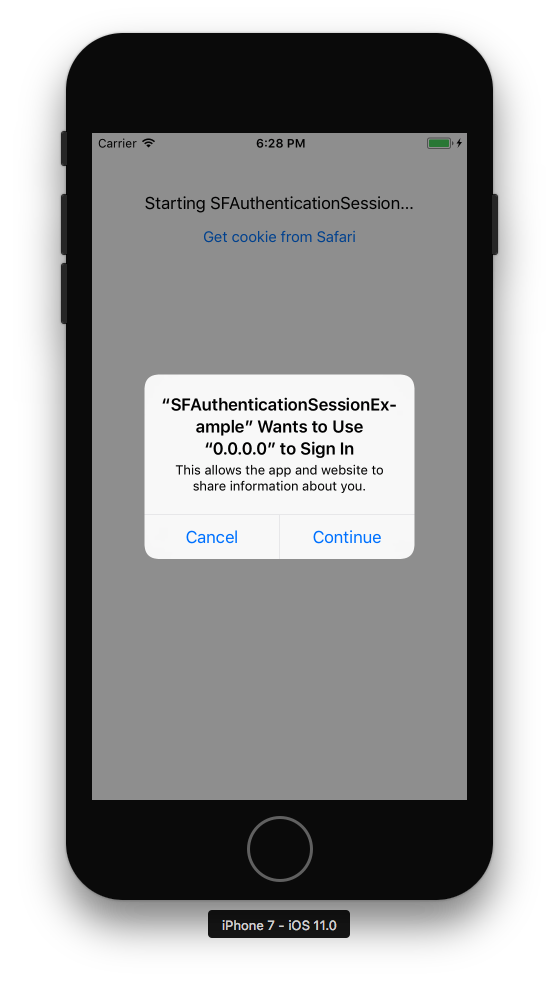 Carrier 6:28 PM
Starting SFAuthenticationSession...
Get cookie from Safari
“SFAuthenticationSessionEx-
ample” Wants to Use
“0.0.0.0” to Sign In
This allows the app and website to
share information about you.
Cancel Continue
iPhone 7 - iOS 11.0